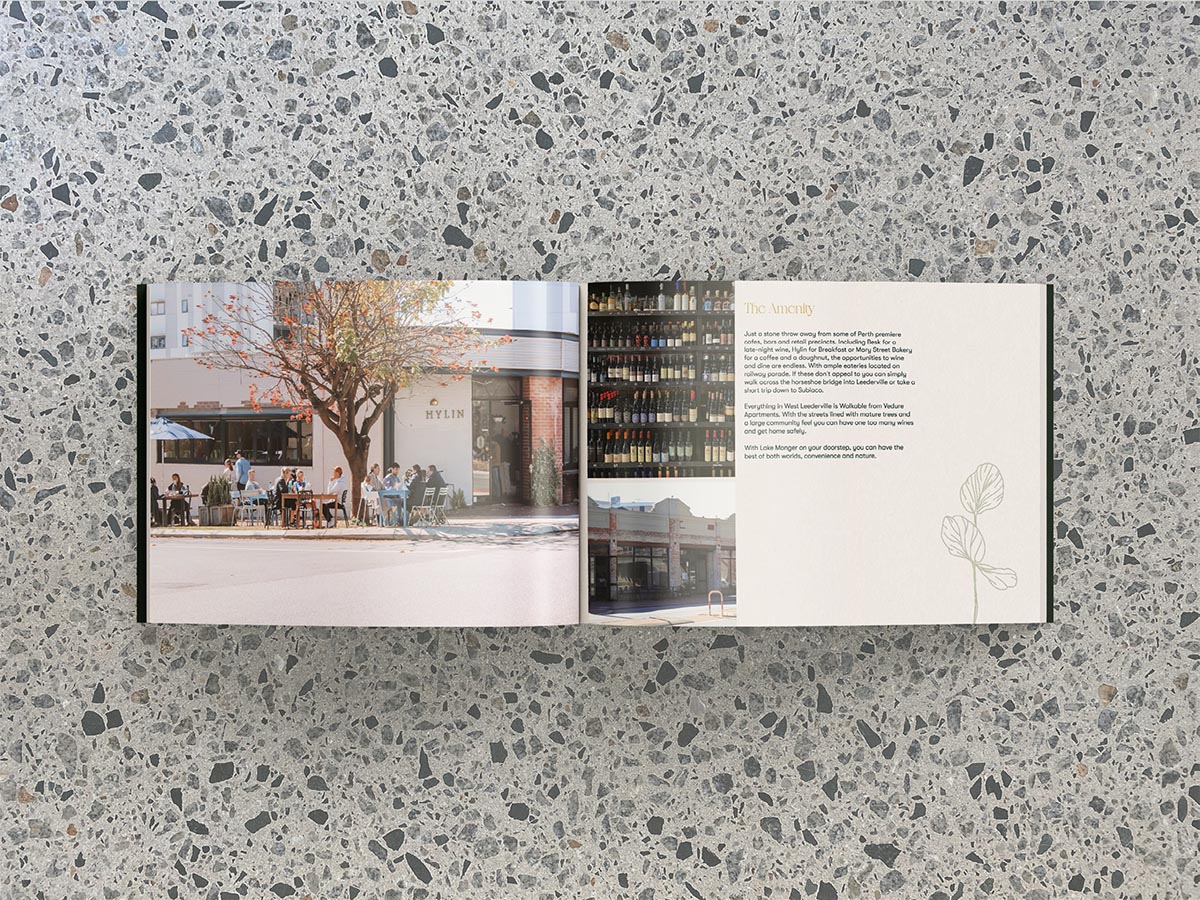 HYLIN
The Amenity
Just a stone throw away from some of Perth premiere
cafes, bars and retail precincts. Including Besk for a
late-night wine, Hylin for Breakfast or Mary Street Bakery
for a coffee and a doughnut, the opportunities to wine
and dine are endless. With ample eateries located on
railway parade. If these don't appeal to you can simply
walk across the horseshoe bridge into Leederville or take a
short trip down to Subiaco.
Everything in West Leederville is Walkable from Vedure
Apartments. With the streets lined with mature trees and
a large community feel you can have one too many wines
and get home safely.
With Lake Monger on your doorstep, you can have the
best of both worlds, convenience and nature.